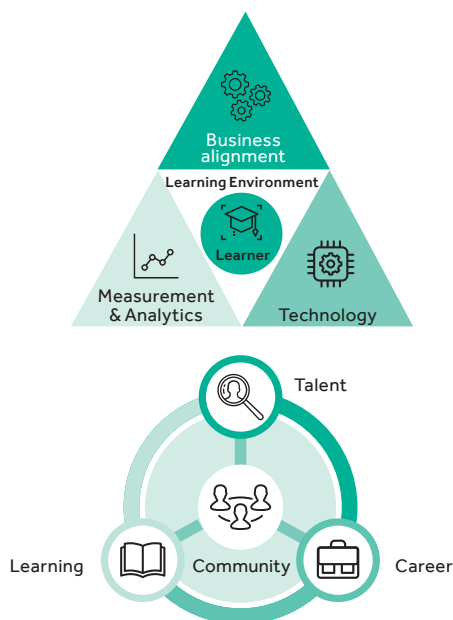 Business
alignment
Learning Environment
Learner
Measurement
& Analytics
Technology
Talent
Learning
Community
Career